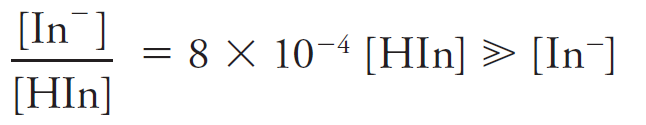 [In⁻]
/ [HIn] = 8 × 10⁻⁴ [HIn] ⩾ [In⁻]